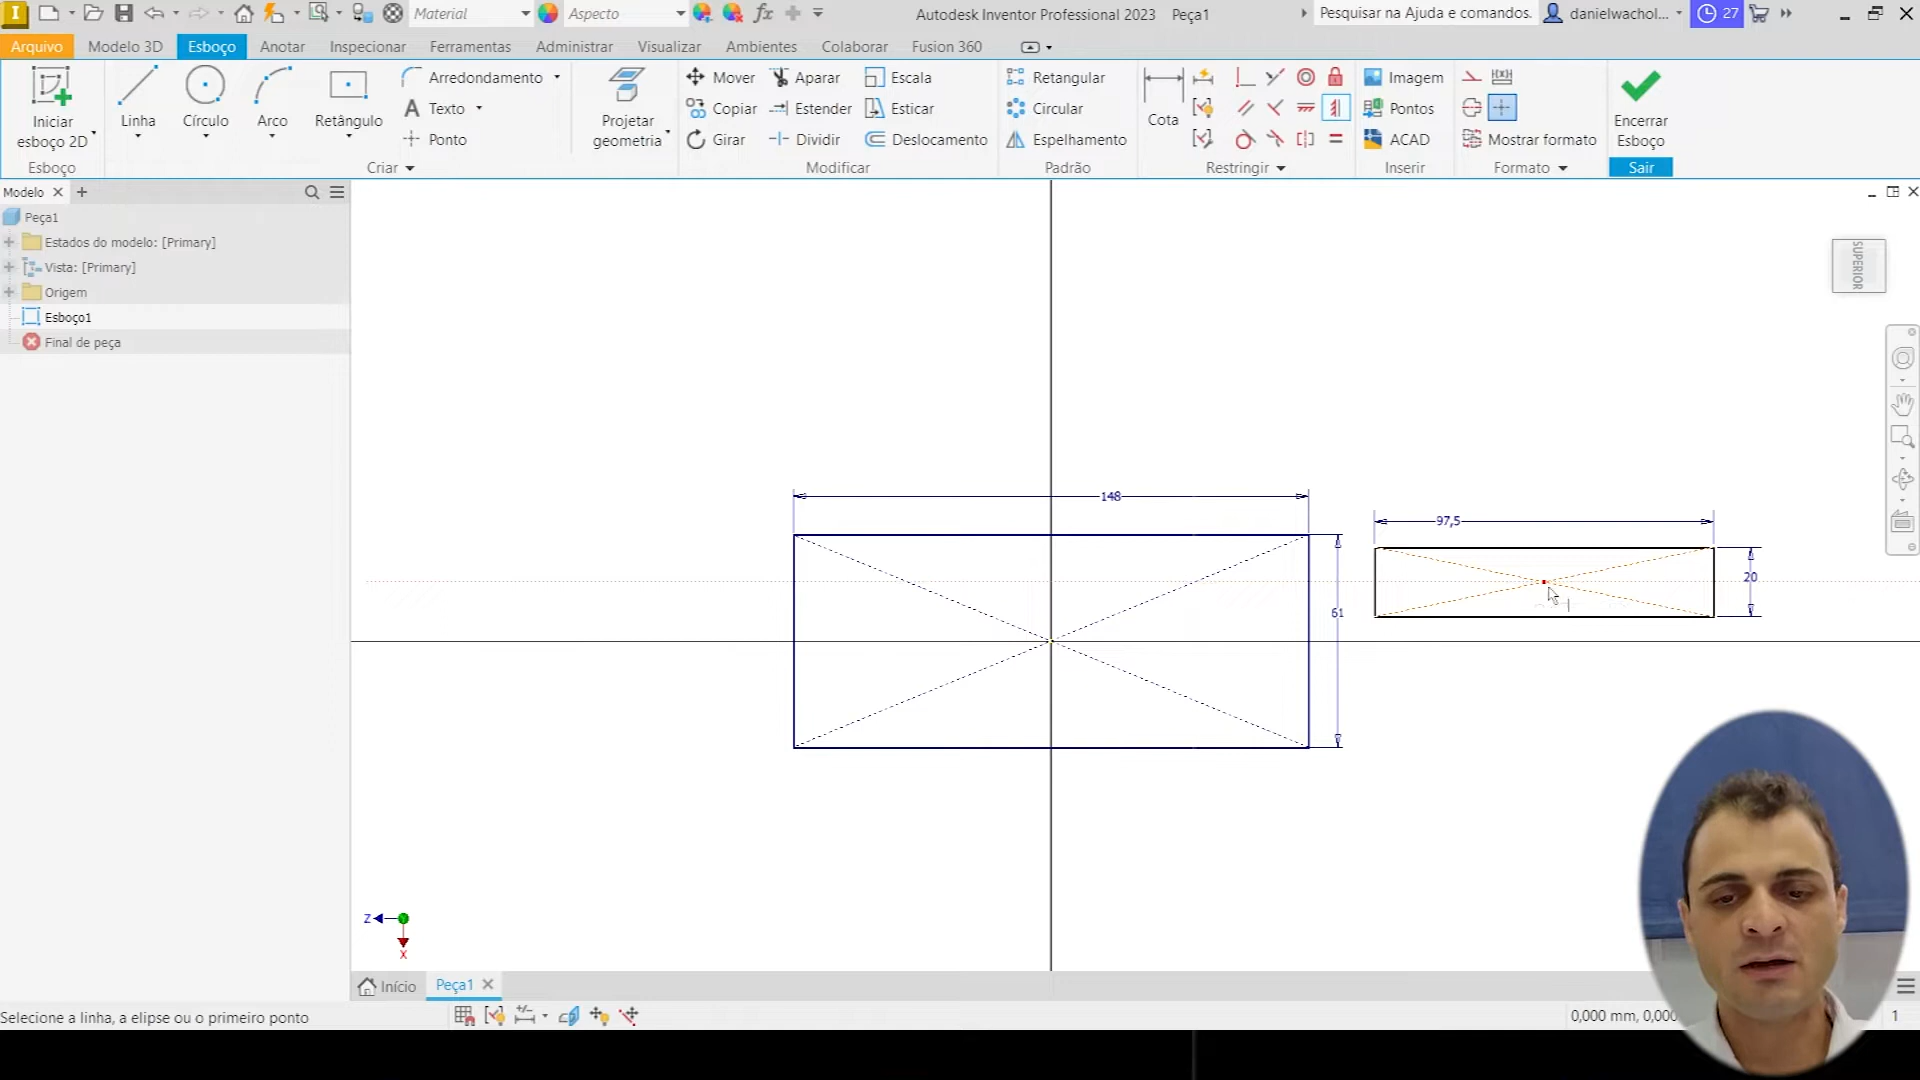 Material
Aspecto
Autodesk Inventor Professional 2023 Peça1
Pesquisar na Ajuda e comandos.
danielwachol...
27
Arquivo Modelo 3D Esboço Anotar Inspecionar Ferramentas Administrar Visualizar Ambientes Colaborar Fusion 360
Iniciar
esboço 2D
Linha
Círculo
Arco
Retângulo
Arredondamento
Texto
Ponto
Projetar
geometria
Mover
Copiar
Girar
Aparar
Estender
Dividir
Escala
Esticar
Deslocamento
Retangular
Circular
Espelhamento
Cota
Imagem
Pontos
ACAD
Mostrar formato
Encerrar
Esboço
Esboço
Criar
Modificar
Padrão
Restringir
Inserir
Formato
Sair
Modelo
Peça1
Estados do modelo: [Primary]
Vista: [Primary]
Origem
Esboço1
Final de peça
SUPERIOR
148
61
97,5
20
Z
X
Início
Peça1
Selecione a linha, a elipse ou o primeiro ponto
0,000 mm, 0,000
1